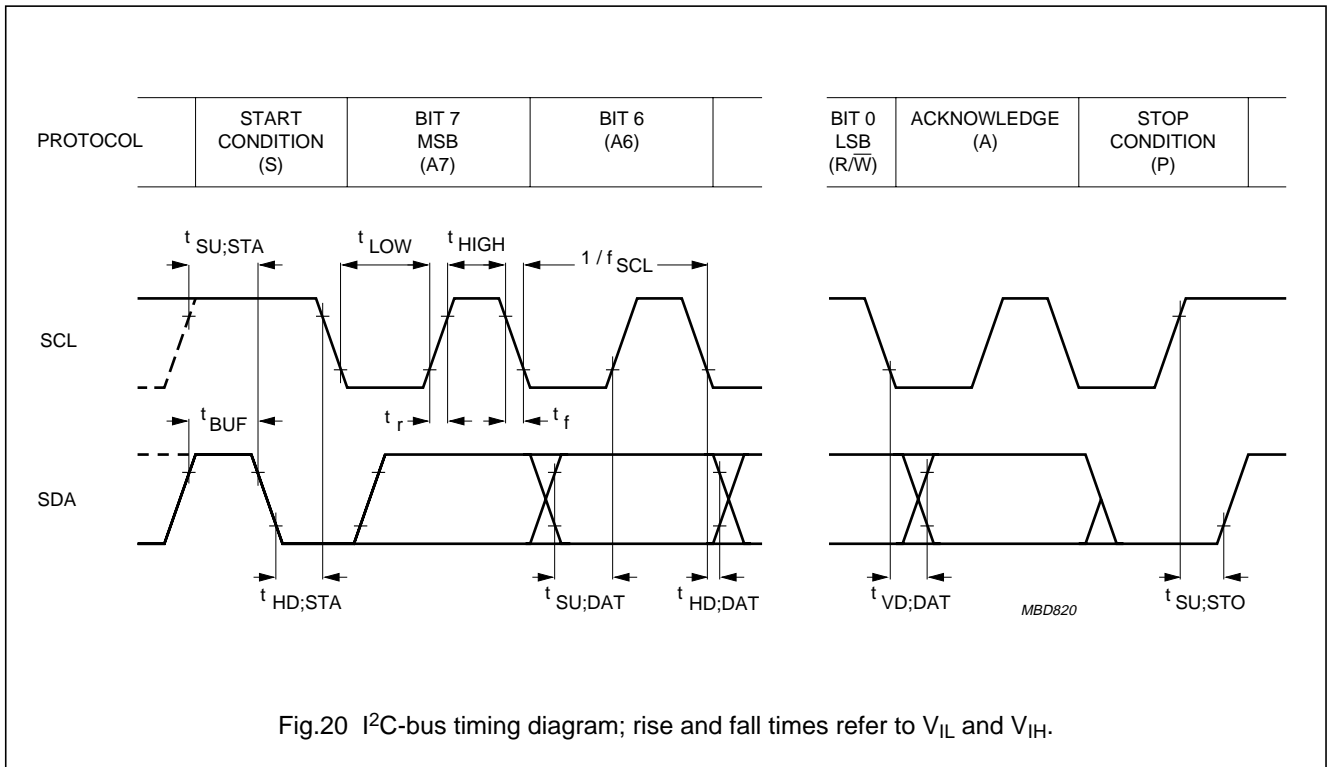 PROTOCOL
START
CONDITION
(S)
BIT 7
MSB
(A7)
BIT 6
(A6)
BIT 0
LSB
(R/W̅)
ACKNOWLEDGE
(A)
STOP
CONDITION
(P)
t SU;STA
t LOW
t HIGH
1 / f SCL
SCL
t BUF
t r
t f
SDA
t HD;STA
t SU;DAT
t HD;DAT
t VD;DAT
MBD820
t SU;STO
Fig.20 I²C-bus timing diagram; rise and fall times refer to VIL and VIH.